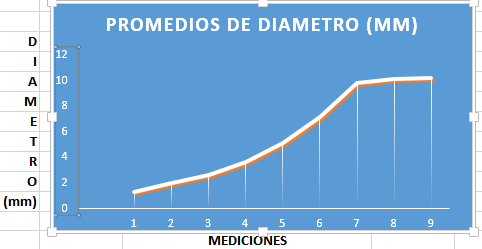 PROMEDIOS DE DIAMETRO (MM)
D
I
A
M
E
T
R
O
(mm)
12
10
8
6
4
2
0
1 2 3 4 5 6 7 8 9
MEDICIONES